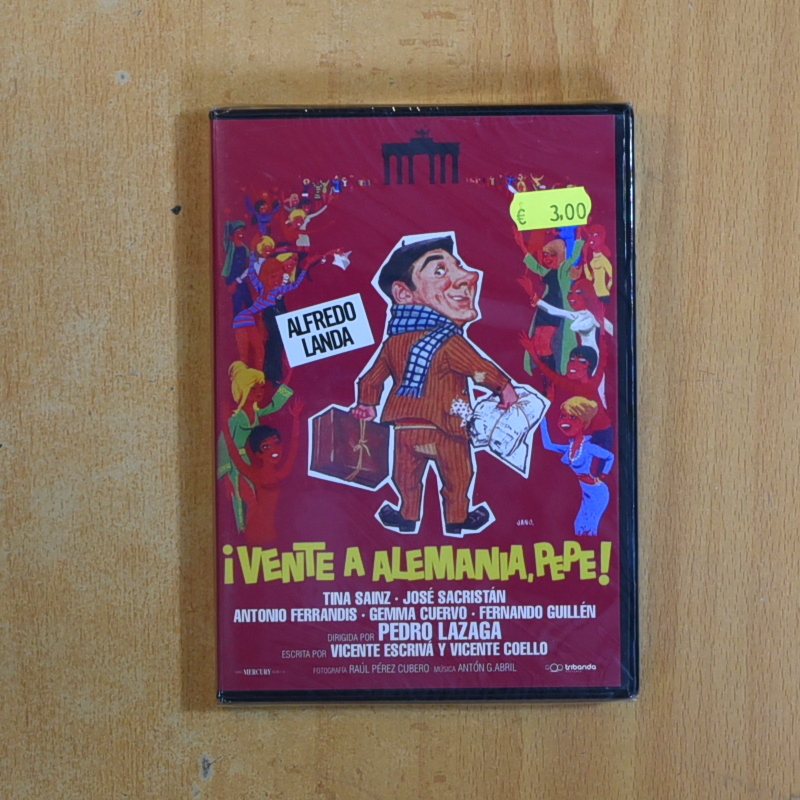 € 3,00
ALFREDO
LANDA
JANO.
¡VENTE A ALEMANIA, PEPE!
TINA SAINZ · JOSÉ SACRISTÁN
ANTONIO FERRANDIS · GEMMA CUERVO · FERNANDO GUILLÉN
DIRIGIDA POR PEDRO LAZAGA
ESCRITA POR VICENTE ESCRIVÁ Y VICENTE COELLO
MERCURY FOTOGRAFÍA RAÚL PÉREZ CUBERO MÚSICA ANTÓN G. ABRIL tribanda